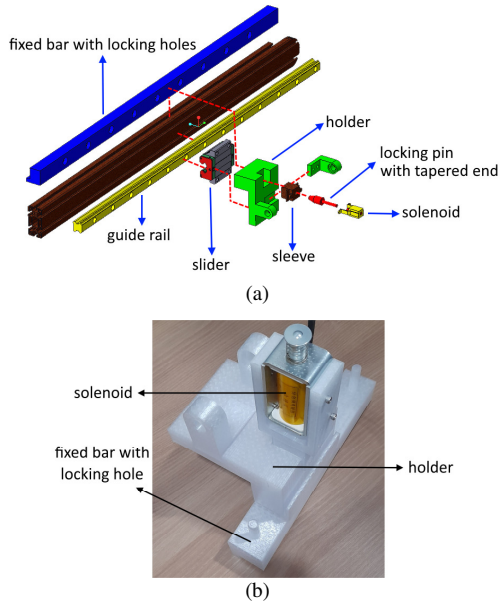 fixed bar with locking holes
holder
locking pin
with tapered end
solenoid
guide rail
slider
sleeve
(a)
solenoid
fixed bar with
locking hole
holder
(b)